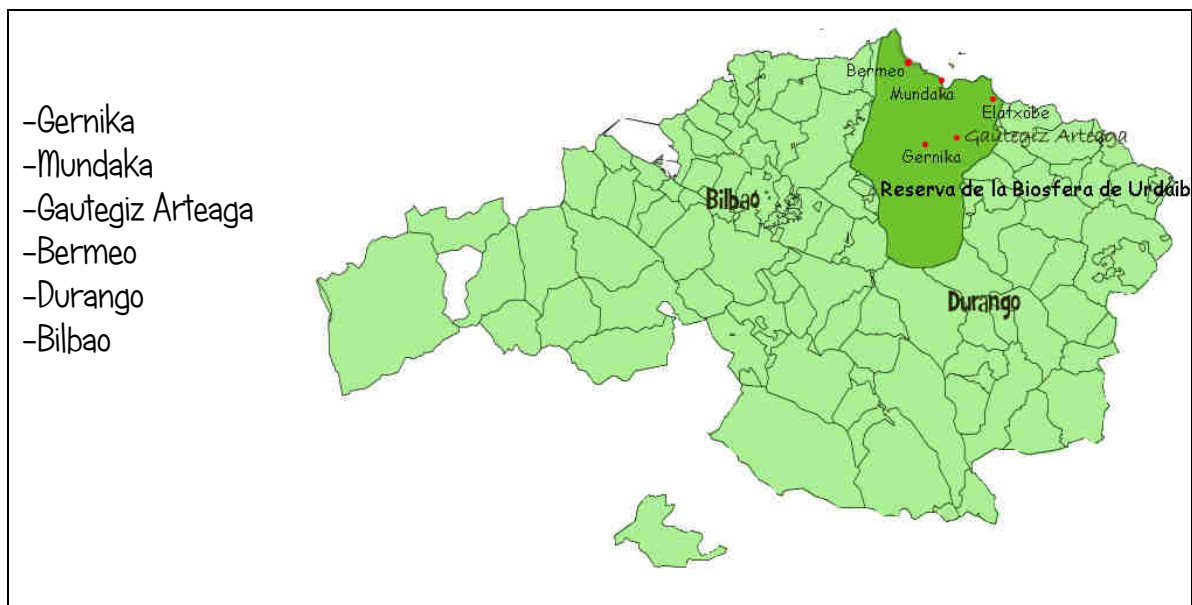 -Gernika
-Mundaka
-Gautegiz Arteaga
-Bermeo
-Durango
-Bilbao
Bermeo
Mundaka
Elatxobe
Gautegiz Arteaga
Gernika
Reserva de la Biosfera de Urdaib
Bilbao
Durango